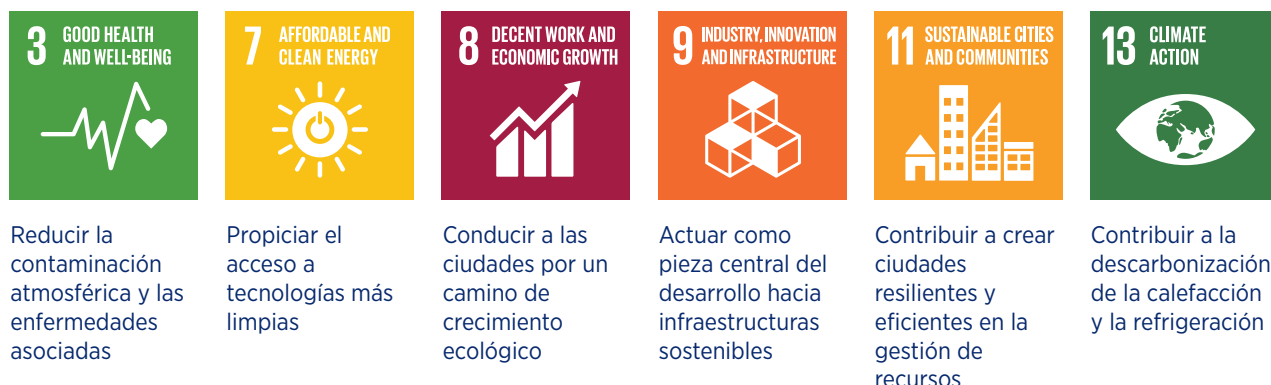 3 GOOD HEALTH
AND WELL-BEING
7 AFFORDABLE AND
CLEAN ENERGY
8 DECENT WORK AND
ECONOMIC GROWTH
9 INDUSTRY, INNOVATION
AND INFRASTRUCTURE
11 SUSTAINABLE CITIES
AND COMMUNITIES
13 CLIMATE
ACTION
Reducir la
contaminación
atmosférica y las
enfermedades
asociadas
Propiciar el
acceso a
tecnologías más
limpias
Conducir a las
ciudades por un
camino de
crecimiento
ecológico
Actuar como
pieza central del
desarrollo hacia
infraestructuras
sostenibles
Contribuir a crear
ciudades
resilientes y
eficientes en la
gestión de
recursos
Contribuir a la
descarbonización
de la calefacción
y la refrigeración